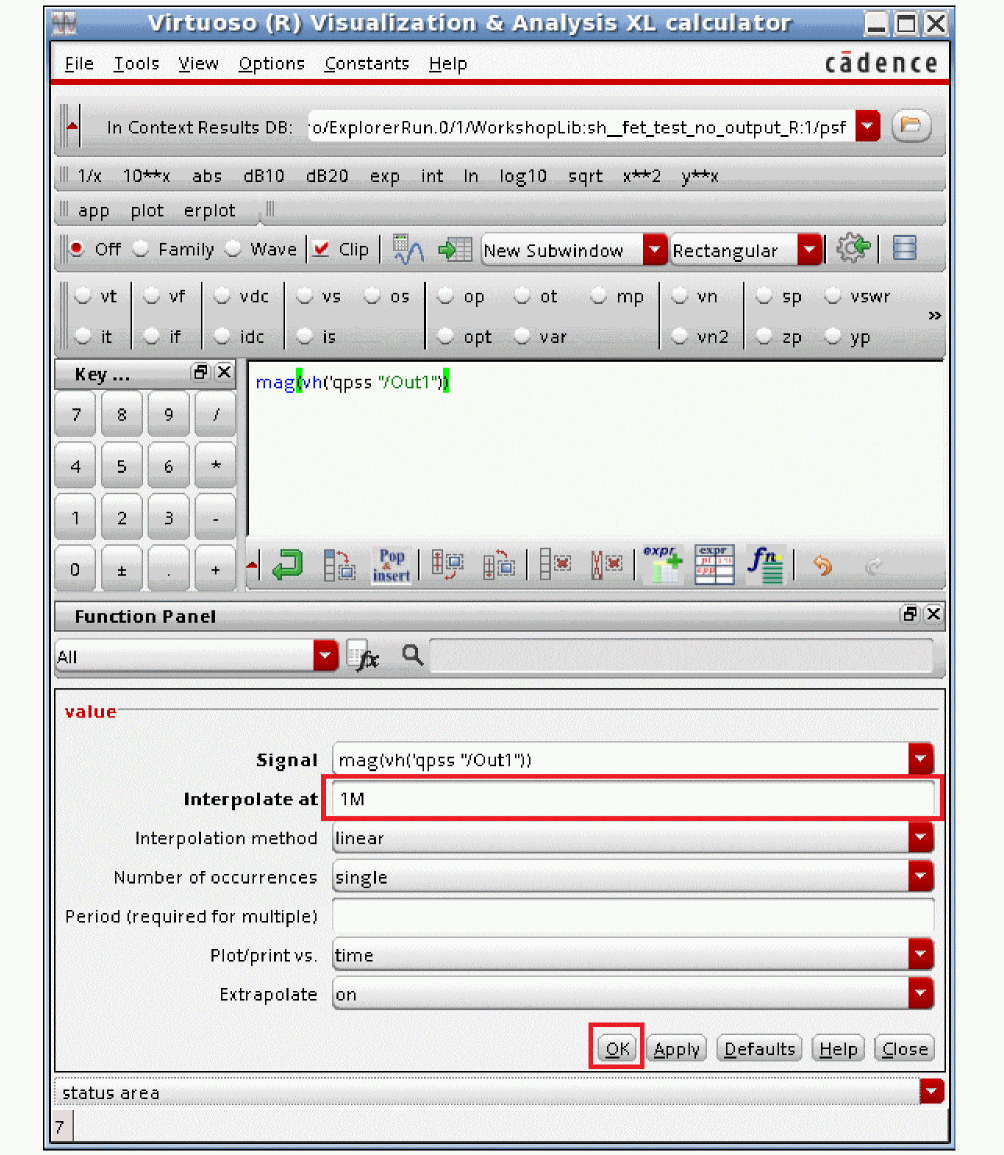 Virtuoso (R) Visualization & Analysis XL calculator
File Tools View Options Constants Help cādence
In Context Results DB: o/ExplorerRun.0/1/WorkshopLib:sh__fet_test_no_output_R:1/psf
1/x 10**x abs dB10 dB20 exp int ln log10 sqrt x**2 y**x
app plot erplot
Off Family Wave Clip New Subwindow Rectangular
vt vf vdc vs os op ot mp vn sp vswr »
it if idc is opt var vn2 zp yp
Key ...
mag(vh('qpss "/Out1"))
7 8 9 /
4 5 6 *
1 2 3 -
0 ± . +
Pop & insert expr expr fn
Function Panel
All fx
value
Signal mag(vh('qpss "/Out1"))
Interpolate at 1M
Interpolation method linear
Number of occurrences single
Period (required for multiple)
Plot/print vs. time
Extrapolate on
OK Apply Defaults Help Close
status area
7